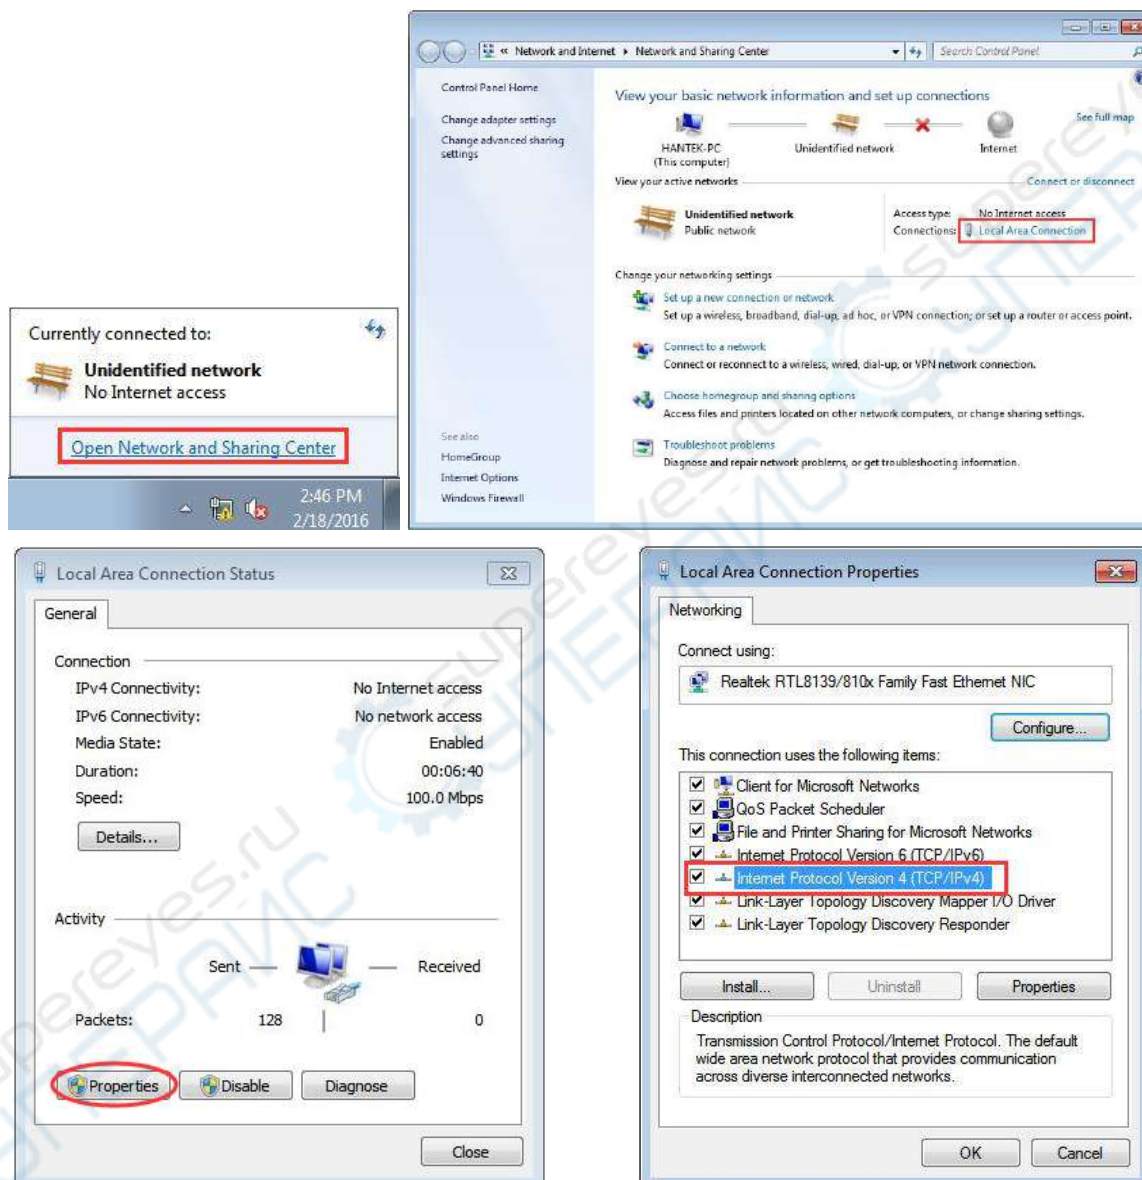 « Network and Internet ▸ Network and Sharing Center
Search Control Panel
Control Panel Home
Change adapter settings
Change advanced sharing
settings
See also
HomeGroup
Internet Options
Windows Firewall
View your basic network information and set up connections
See full map
HANTEK-PC
(This computer)
Unidentified network
Internet
View your active networks
Connect or disconnect
Unidentified network
Public network
Access type: No Internet access
Connections: Local Area Connection
Change your networking settings
Set up a new connection or network
Set up a wireless, broadband, dial-up, ad hoc, or VPN connection; or set up a router or access point.
Connect to a network
Connect or reconnect to a wireless, wired, dial-up, or VPN network connection.
Choose homegroup and sharing options
Access files and printers located on other network computers, or change sharing settings.
Troubleshoot problems
Diagnose and repair network problems, or get troubleshooting information.
Currently connected to:
Unidentified network
No Internet access
Open Network and Sharing Center
2:46 PM
2/18/2016
Local Area Connection Status
General
Connection
IPv4 Connectivity: No Internet access
IPv6 Connectivity: No network access
Media State: Enabled
Duration: 00:06:40
Speed: 100.0 Mbps
Details...
Activity
Sent — — Received
Packets: 128 0
Properties Disable Diagnose
Close
Local Area Connection Properties
Networking
Connect using:
Realtek RTL8139/810x Family Fast Ethernet NIC
Configure...
This connection uses the following items:
Client for Microsoft Networks
QoS Packet Scheduler
File and Printer Sharing for Microsoft Networks
Internet Protocol Version 6 (TCP/IPv6)
Internet Protocol Version 4 (TCP/IPv4)
Link-Layer Topology Discovery Mapper I/O Driver
Link-Layer Topology Discovery Responder
Install... Uninstall Properties
Description
Transmission Control Protocol/Internet Protocol. The default
wide area network protocol that provides communication
across diverse interconnected networks.
OK Cancel
supereyes.ru
СУПЕРАЙС